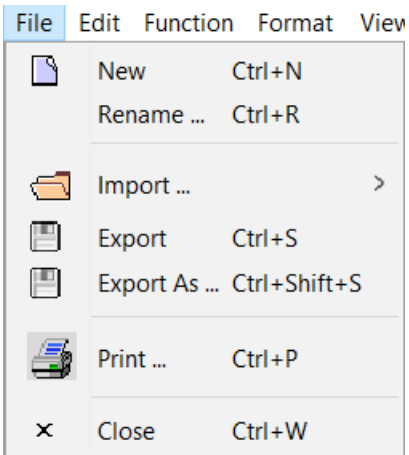 File Edit Function Format View
New Ctrl+N
Rename ... Ctrl+R
Import ...
Export Ctrl+S
Export As ... Ctrl+Shift+S
Print ... Ctrl+P
Close Ctrl+W